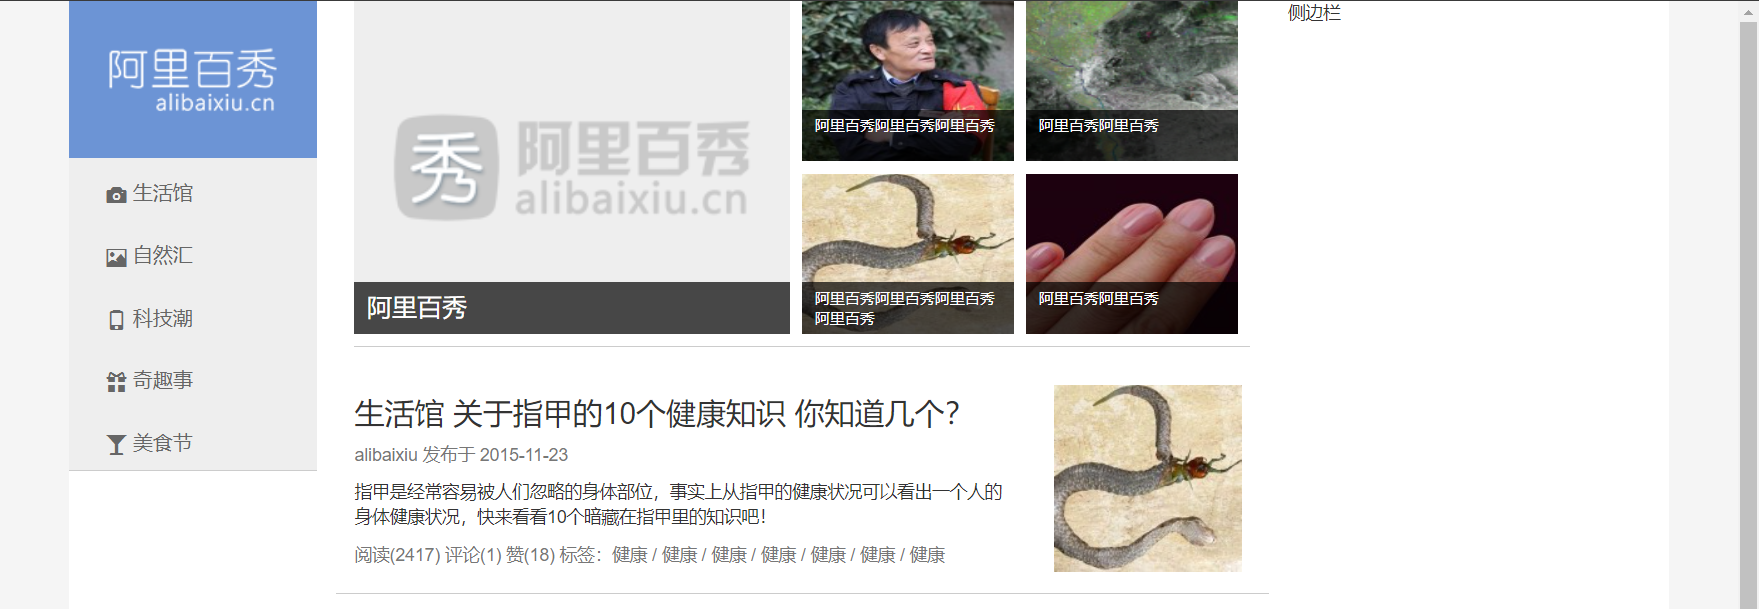 阿里百秀
alibaixiu.cn
生活馆
自然汇
科技潮
奇趣事
美食节
秀 阿里百秀
alibaixiu.cn
阿里百秀
阿里百秀阿里百秀阿里百秀
阿里百秀阿里百秀
阿里百秀阿里百秀阿里百秀
阿里百秀
阿里百秀阿里百秀
生活馆 关于指甲的10个健康知识 你知道几个？
alibaixiu 发布于 2015-11-23
指甲是经常容易被人们忽略的身体部位，事实上从指甲的健康状况可以看出一个人的
身体健康状况，快来看看10个暗藏在指甲里的知识吧！
阅读(2417) 评论(1) 赞(18) 标签：健康 / 健康 / 健康 / 健康 / 健康 / 健康 / 健康
侧边栏